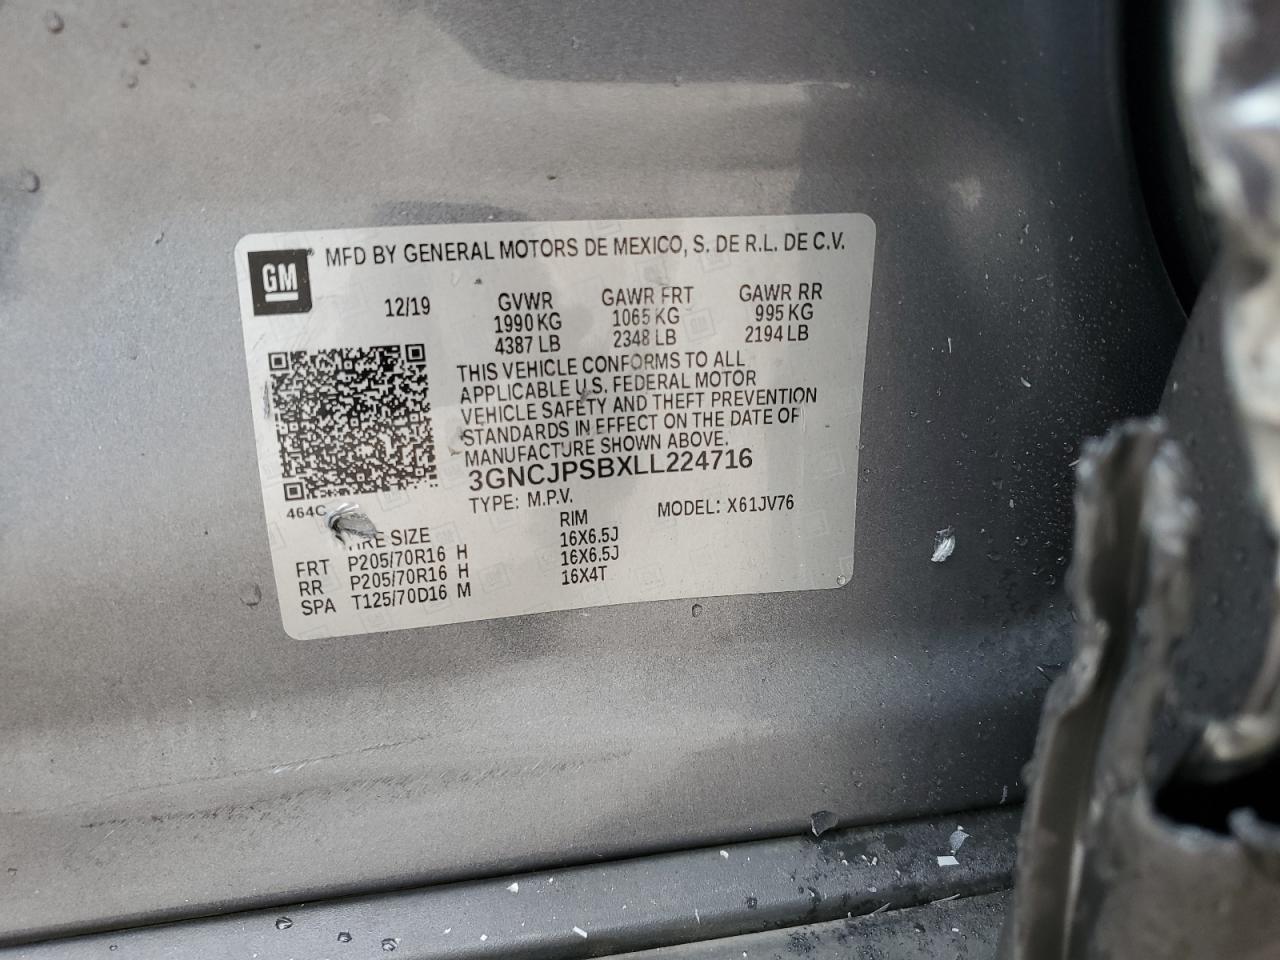 GM
MFD BY GENERAL MOTORS DE MEXICO, S. DE R.L. DE C.V.
12/19 GVWR GAWR FRT GAWR RR
1990 KG 1065 KG 995 KG
4387 LB 2348 LB 2194 LB
THIS VEHICLE CONFORMS TO ALL
APPLICABLE U.S. FEDERAL MOTOR
VEHICLE SAFETY AND THEFT PREVENTION
STANDARDS IN EFFECT ON THE DATE OF
MANUFACTURE SHOWN ABOVE.
3GNCJPSBXLL224716
TYPE: M.P.V. MODEL: X61JV76
464C
SIZE RIM
FRT P205/70R16 H 16X6.5J
RR P205/70R16 H 16X6.5J
SPA T125/70D16 M 16X4T